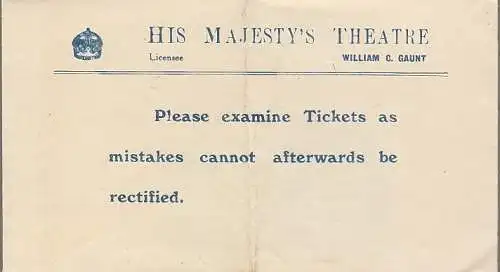 HIS MAJESTY'S THEATRE
Licensee WILLIAM C. GAUNT
Please examine Tickets as
mistakes cannot afterwards be
rectified.